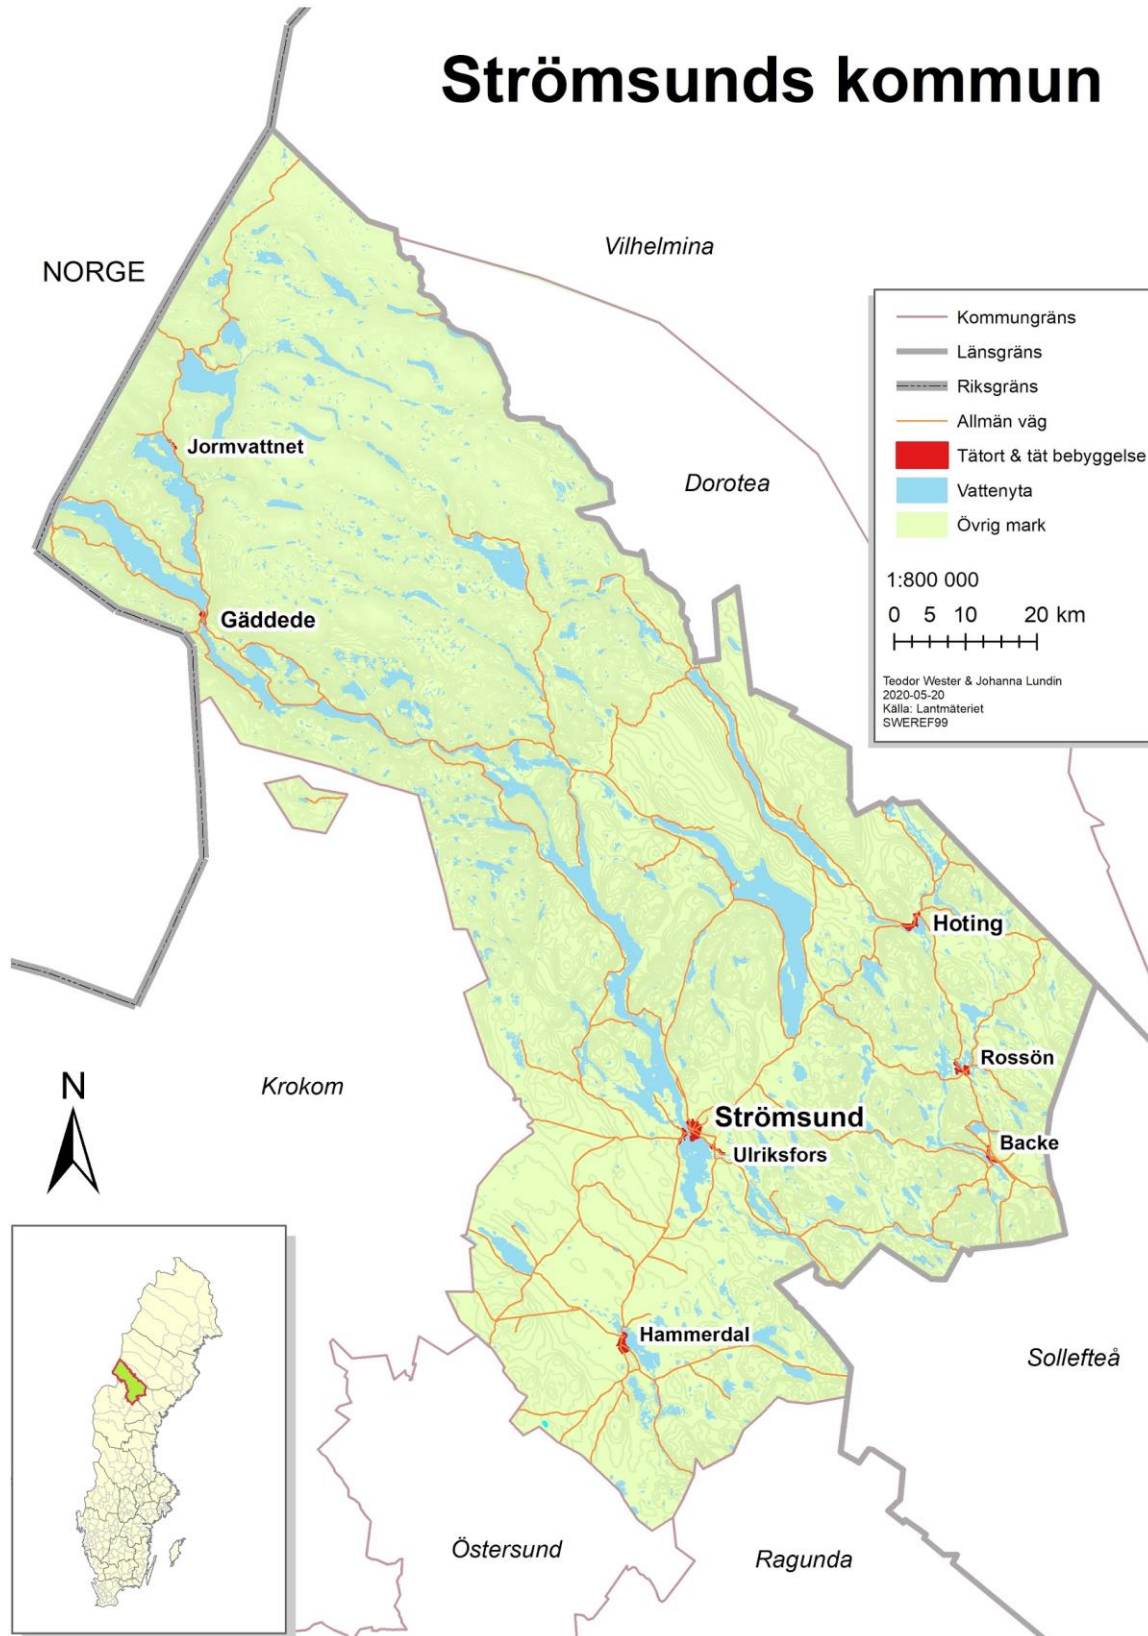 Strömsunds kommun
Vilhelmina
NORGE
Kommungräns
Länsgräns
Riksgräns
Allmän väg
Tätort & tät bebyggelse
Vattenyta
Övrig mark
1:800 000
0 5 10 20 km
Teodor Wester & Johanna Lundin
2020-05-20
Källa: Lantmäteriet
SWEREF99
Jormvattnet
Dorotea
Gäddede
Hoting
Rossön
Krokom
Strömsund
Ulriksfors
Backe
N
Hammerdal
Sollefteå
Östersund
Ragunda